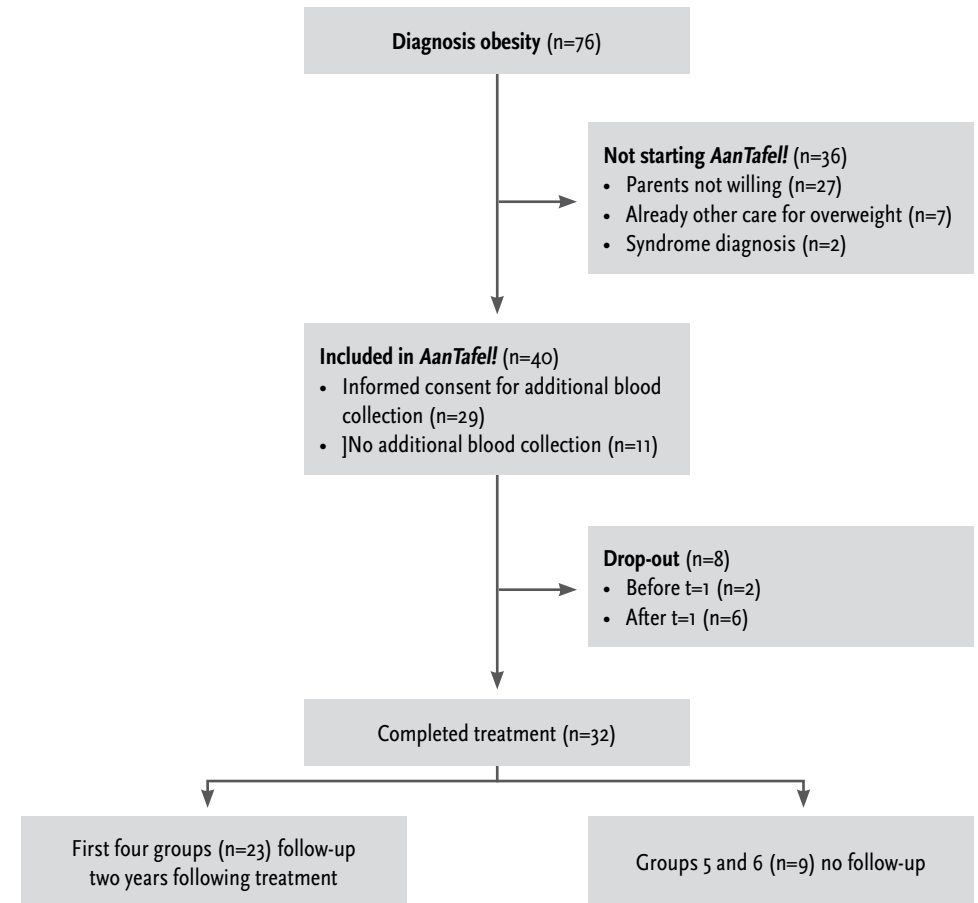 Diagnosis obesity (n=76)
Not starting AanTafel! (n=36)
• Parents not willing (n=27)
• Already other care for overweight (n=7)
• Syndrome diagnosis (n=2)
Included in AanTafel! (n=40)
• Informed consent for additional blood
collection (n=29)
• ]No additional blood collection (n=11)
Drop-out (n=8)
• Before t=1 (n=2)
• After t=1 (n=6)
Completed treatment (n=32)
First four groups (n=23) follow-up
two years following treatment
Groups 5 and 6 (n=9) no follow-up